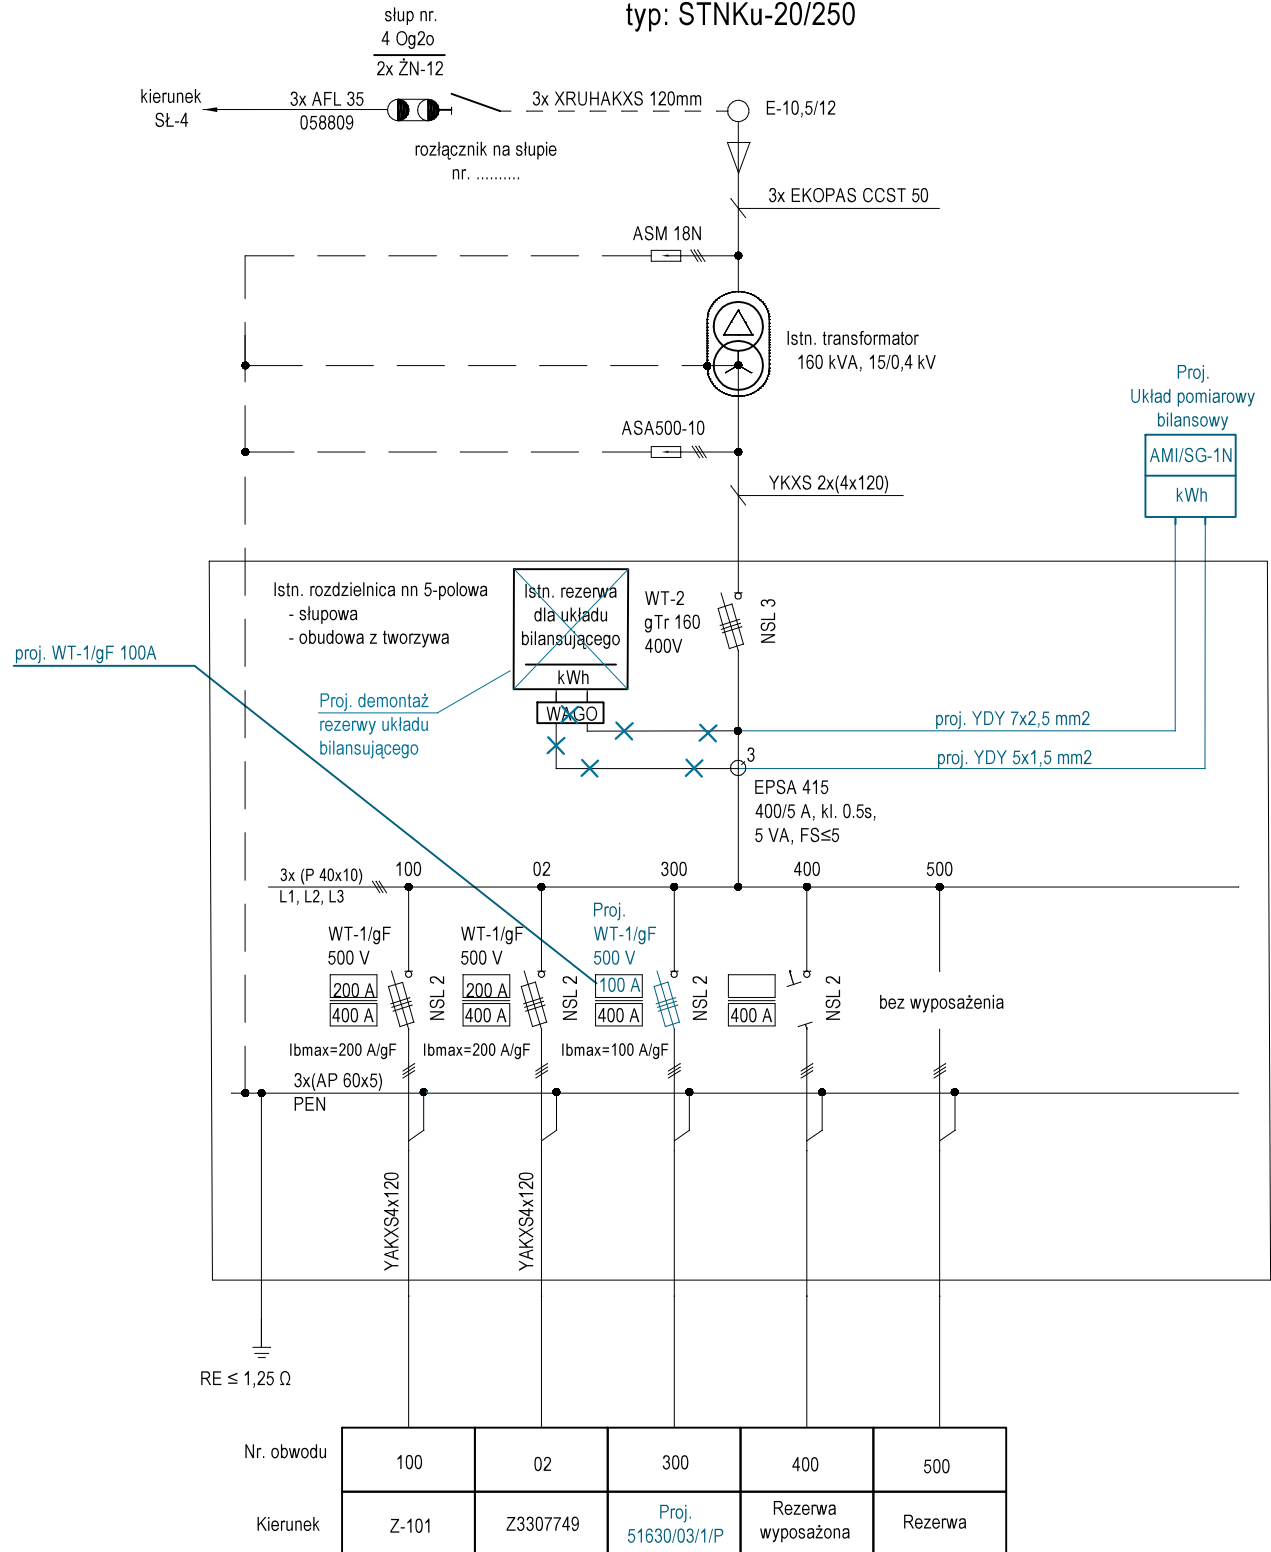 typ: STNKu-20/250
słup nr.
4 Og2o
2x ŻN-12
kierunek
SŁ-4
3x AFL 35
058809
3x XRUHAKXS 120mm
E-10,5/12
rozłącznik na słupie
nr. ..........
3x EKOPAS CCST 50
ASM 18N
Istn. transformator
160 kVA, 15/0,4 kV
Proj.
Układ pomiarowy
bilansowy
AMI/SG-1N
kWh
ASA500-10
YKXS 2x(4x120)
Istn. rozdzielnica nn 5-polowa
- słupowa
- obudowa z tworzywa
Istn. rezerwa
dla układu
bilansującego
kWh
WAGO
WT-2
gTr 160
400V
NSL 3
proj. WT-1/gF 100A
Proj. demontaż
rezerwy układu
bilansującego
proj. YDY 7x2,5 mm2
proj. YDY 5x1,5 mm2
3
EPSA 415
400/5 A, kl. 0.5s,
5 VA, FS≤5
3x (P 40x10)
L1, L2, L3
100
02
300
400
500
WT-1/gF
500 V
200 A
400 A
NSL 2
Ibmax=200 A/gF
WT-1/gF
500 V
200 A
400 A
NSL 2
Ibmax=200 A/gF
Proj.
WT-1/gF
500 V
100 A
400 A
NSL 2
Ibmax=100 A/gF
400 A
NSL 2
bez wyposażenia
3x(AP 60x5)
PEN
YAKXS4x120
YAKXS4x120
RE ≤ 1,25 Ω
Nr. obwodu
100
02
300
400
500
Kierunek
Z-101
Z3307749
Proj.
51630/03/1/P
Rezerwa
wyposażona
Rezerwa